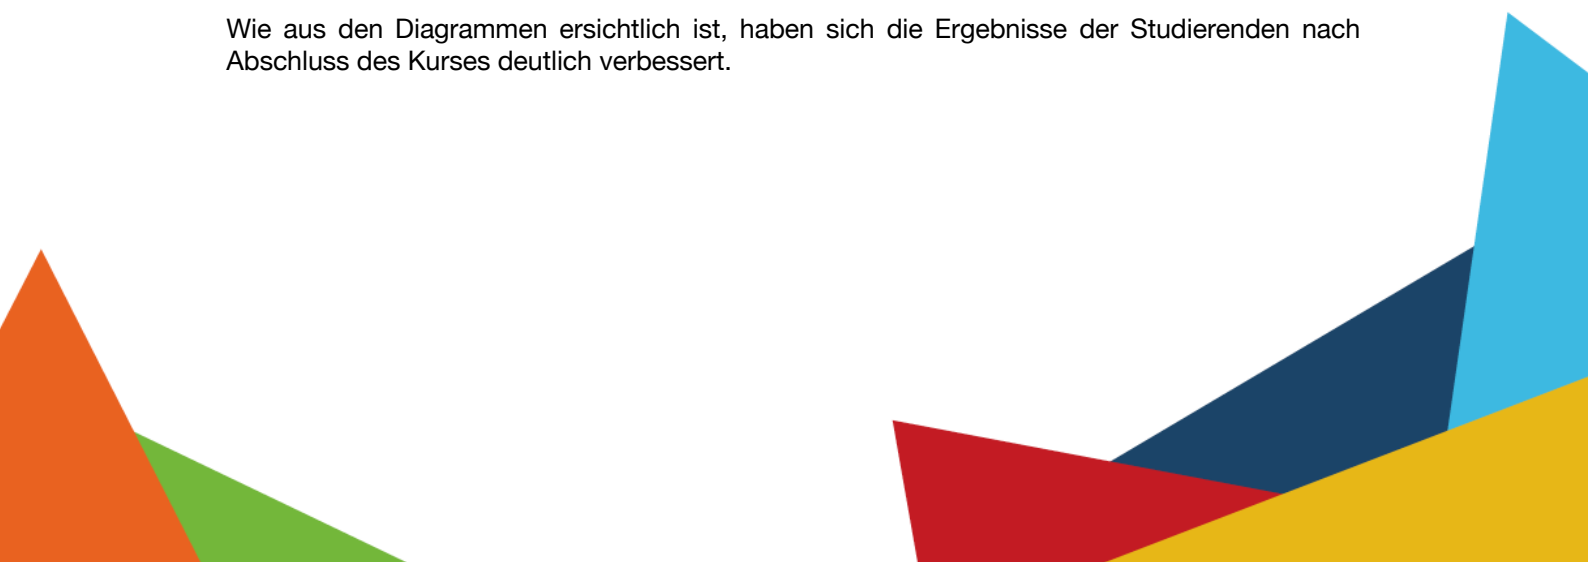 Wie aus den Diagrammen ersichtlich ist, haben sich die Ergebnisse der Studierenden nach
Abschluss des Kurses deutlich verbessert.